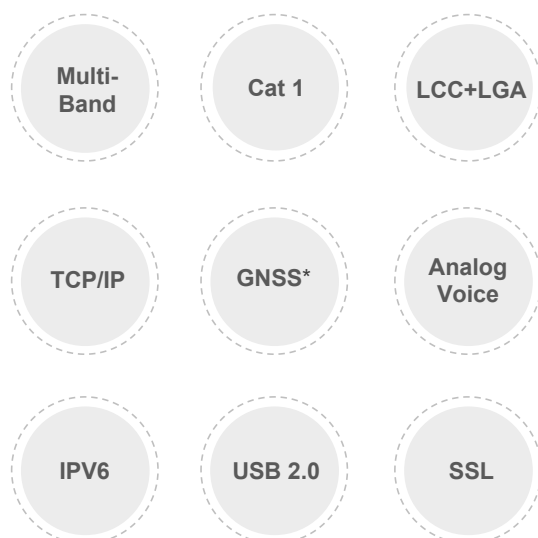 Multi-
Band
Cat 1
LCC+LGA
TCP/IP
GNSS*
Analog
Voice
IPV6
USB 2.0
SSL